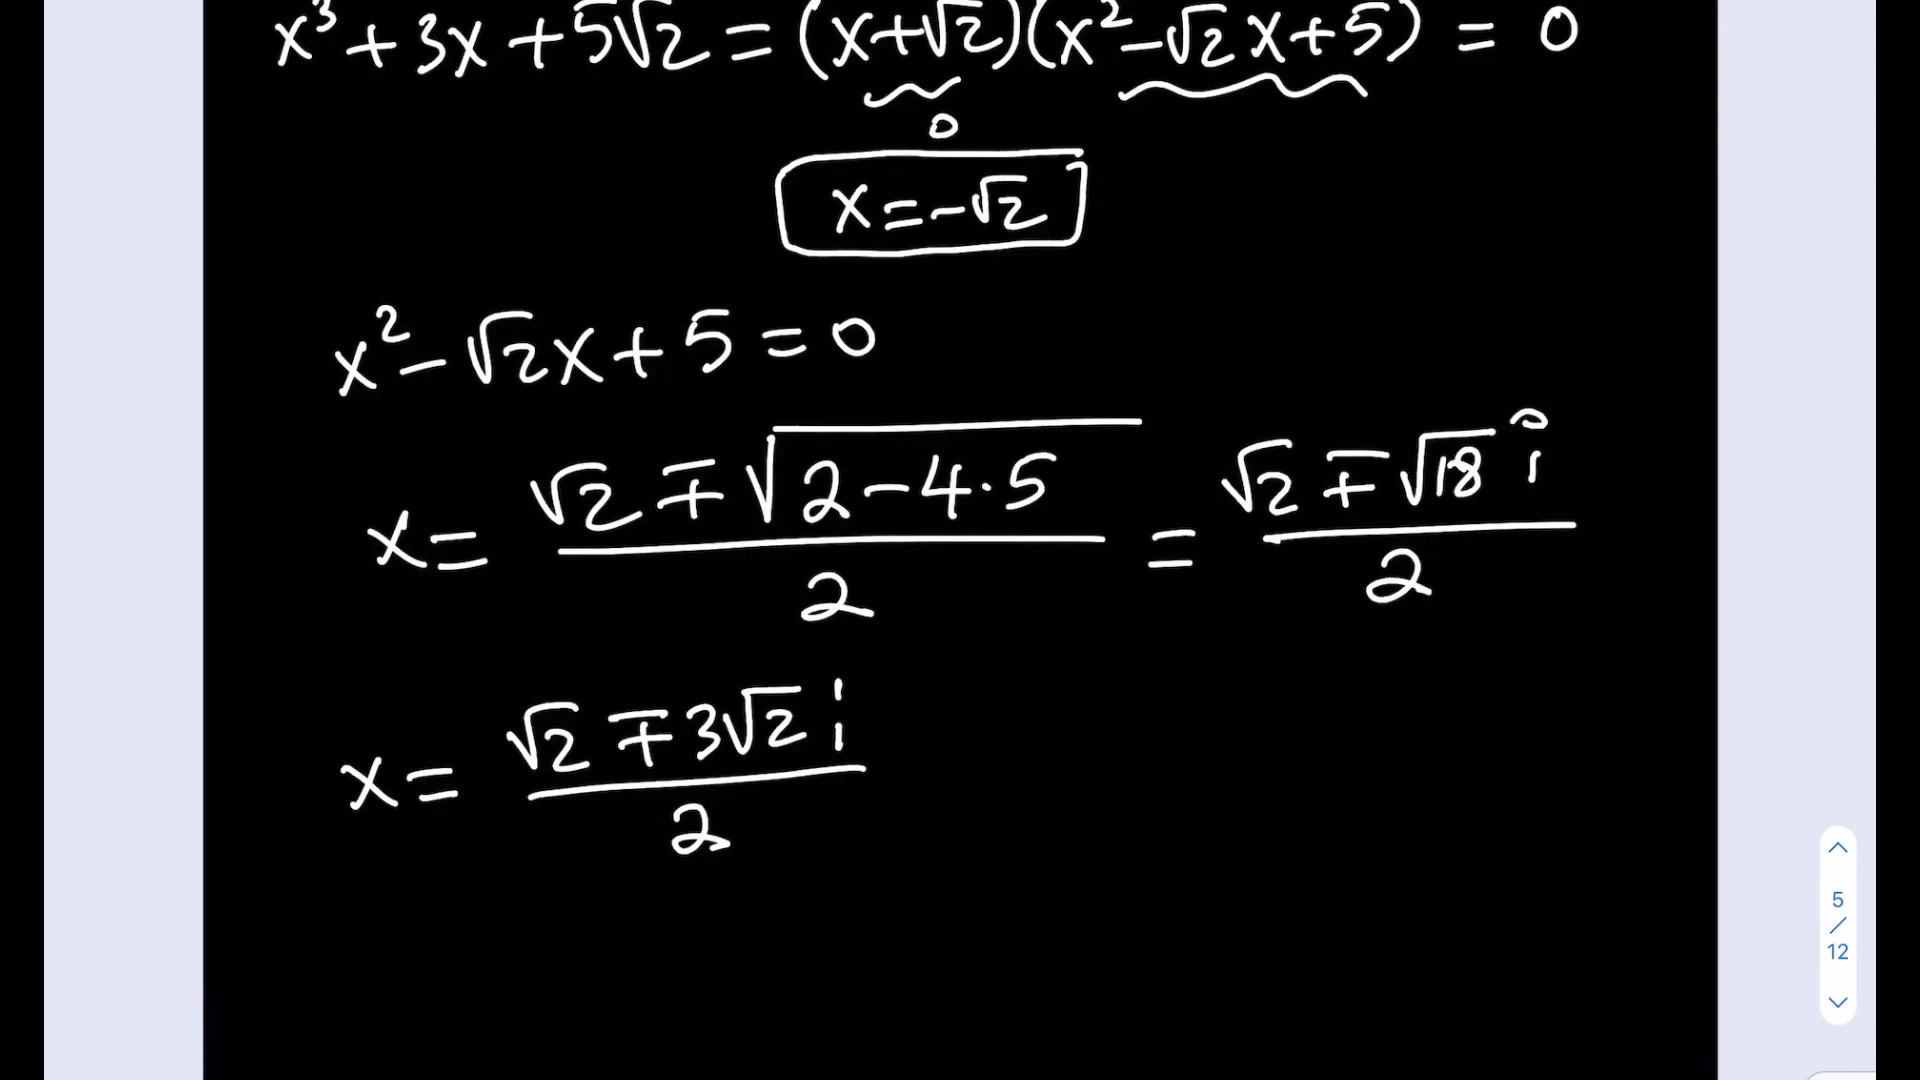 x³+3x+5√2=(x+√2)(x²-√2x+5) = 0
0
x=-√2
x²-√2x+5=0
x= (√2∓√(2-4·5))/2 = (√2∓√18 i)/2
x= (√2∓3√2 i)/2
5
/
12